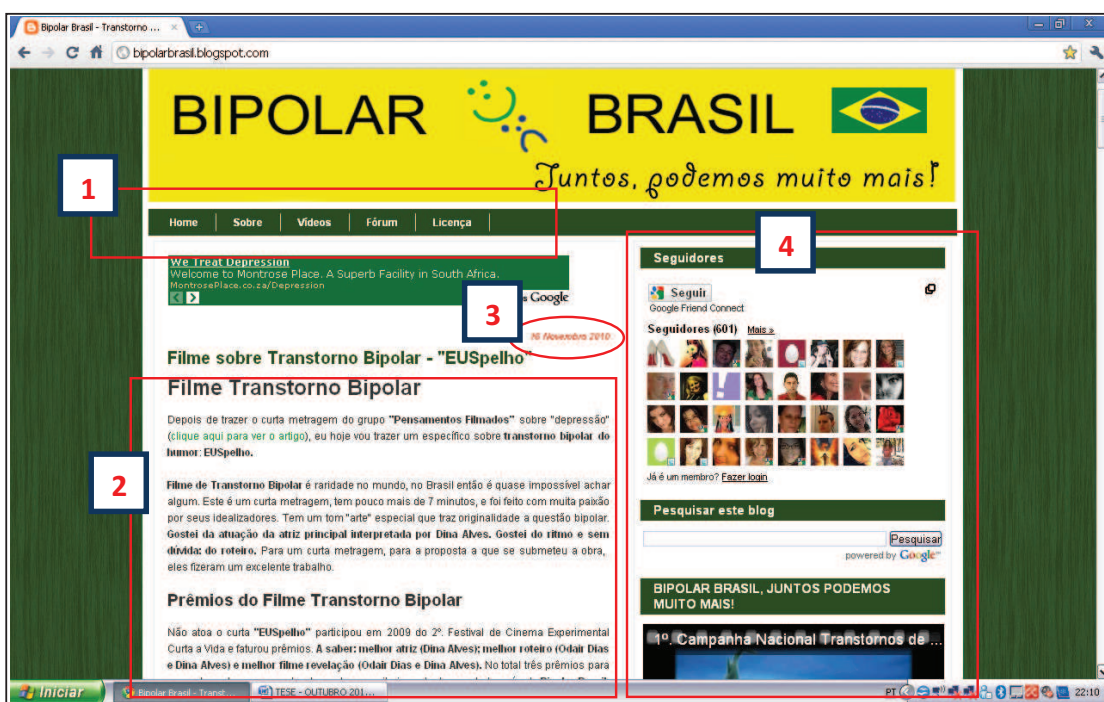 Bipolar Brasil - Transtorno ...
bipolarbrasil.blogspot.com
BIPOLAR BRASIL
Juntos, podemos muito mais!
1
Home Sobre Vídeos Fórum Licença
We Treat Depression
Welcome to Montrose Place. A Superb Facility in South Africa.
MontrosePlace.co.za/Depression
Google
3
16 Novembro 2010
Filme sobre Transtorno Bipolar - "EUSpelho"
2
Filme Transtorno Bipolar
Depois de trazer o curta metragem do grupo "Pensamentos Filmados" sobre "depressão"
(clique aqui para ver o artigo), eu hoje vou trazer um específico sobre transtorno bipolar do
humor: EUSpelho.
Filme de Transtorno Bipolar é raridade no mundo, no Brasil então é quase impossível achar
algum. Este é um curta metragem, tem pouco mais de 7 minutos, e foi feito com muita paixão
por seus idealizadores. Tem um tom "arte" especial que traz originalidade a questão bipolar.
Gostei da atuação da atriz principal interpretada por Dina Alves. Gostei do ritmo e sem
dúvida: do roteiro. Para um curta metragem, para a proposta a que se submeteu a obra,
eles fizeram um excelente trabalho.
Prêmios do Filme Transtorno Bipolar
Não atoa o curta "EUSpelho" participou em 2009 do 2º. Festival de Cinema Experimental
Curta a Vida e faturou prêmios. A saber: melhor atriz (Dina Alves); melhor roteiro (Odair Dias
e Dina Alves) e melhor filme revelação (Odair Dias e Dina Alves). No total três prêmios para
4
Seguidores
Seguir
Google Friend Connect
Seguidores (601) Mais »
Já é um membro? Fazer login
Pesquisar este blog
Pesquisar
powered by Google™
BIPOLAR BRASIL, JUNTOS PODEMOS
MUITO MAIS!
1º. Campanha Nacional Transtornos de ...
Iniciar
Bipolar Brasil - Transt...
TESE - OUTUBRO 201...
PT
22:10